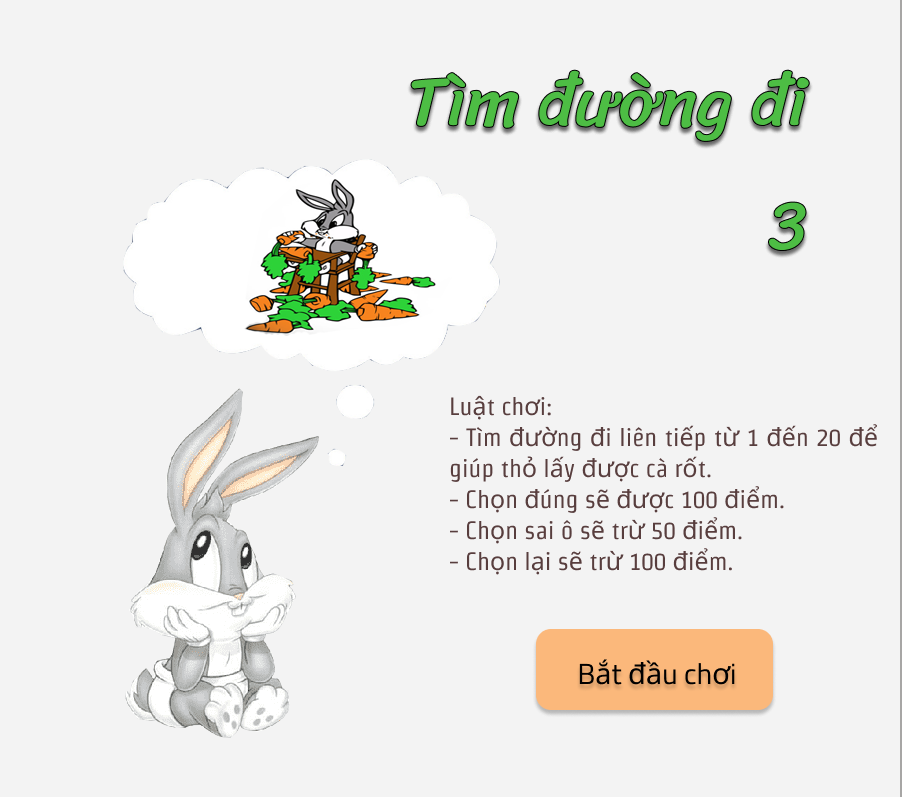 Tìm đường đi
3
Luật chơi:
- Tìm đường đi liên tiếp từ 1 đến 20 để
giúp thỏ lấy được cà rốt.
- Chọn đúng sẽ được 100 điểm.
- Chọn sai ô sẽ trừ 50 điểm.
- Chọn lại sẽ trừ 100 điểm.
Bắt đầu chơi